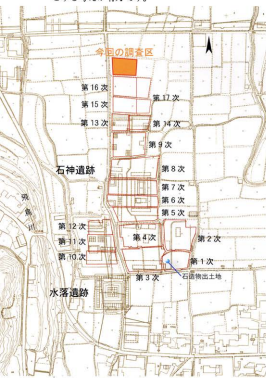 今回の調査区
第16次
第17次
第15次
第13次
第14次
第9次
石神遺跡
第8次
第7次
第6次
第5次
飛鳥川
第12次
第4次
第2次
第11次
第10次
第1次
第3次
石造物出土地
水落遺跡